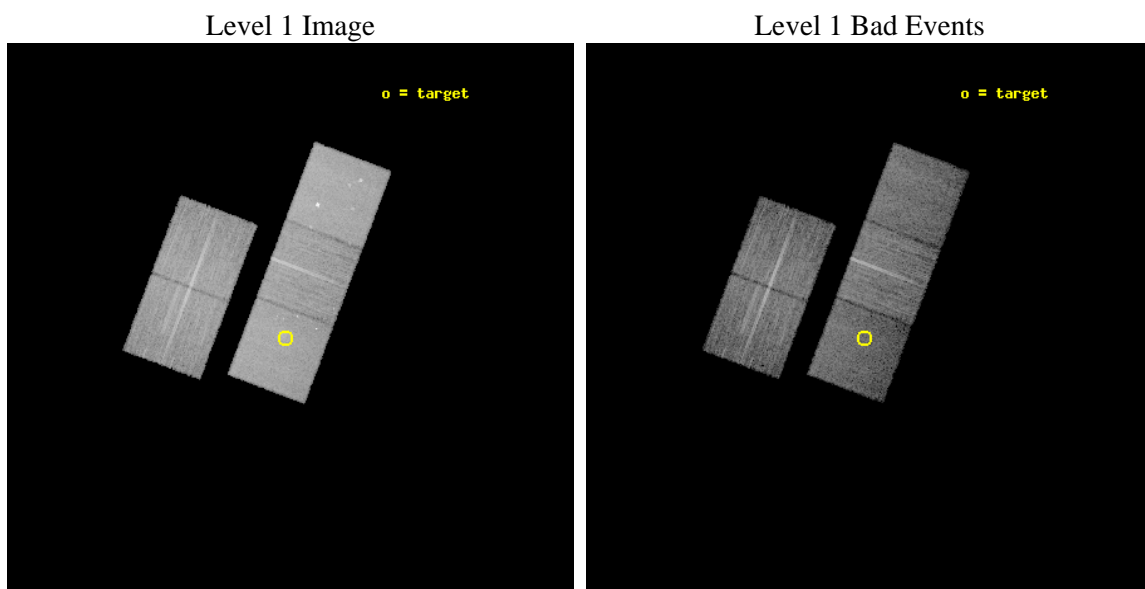 Level 1 Image
Level 1 Bad Events
o = target
o = target